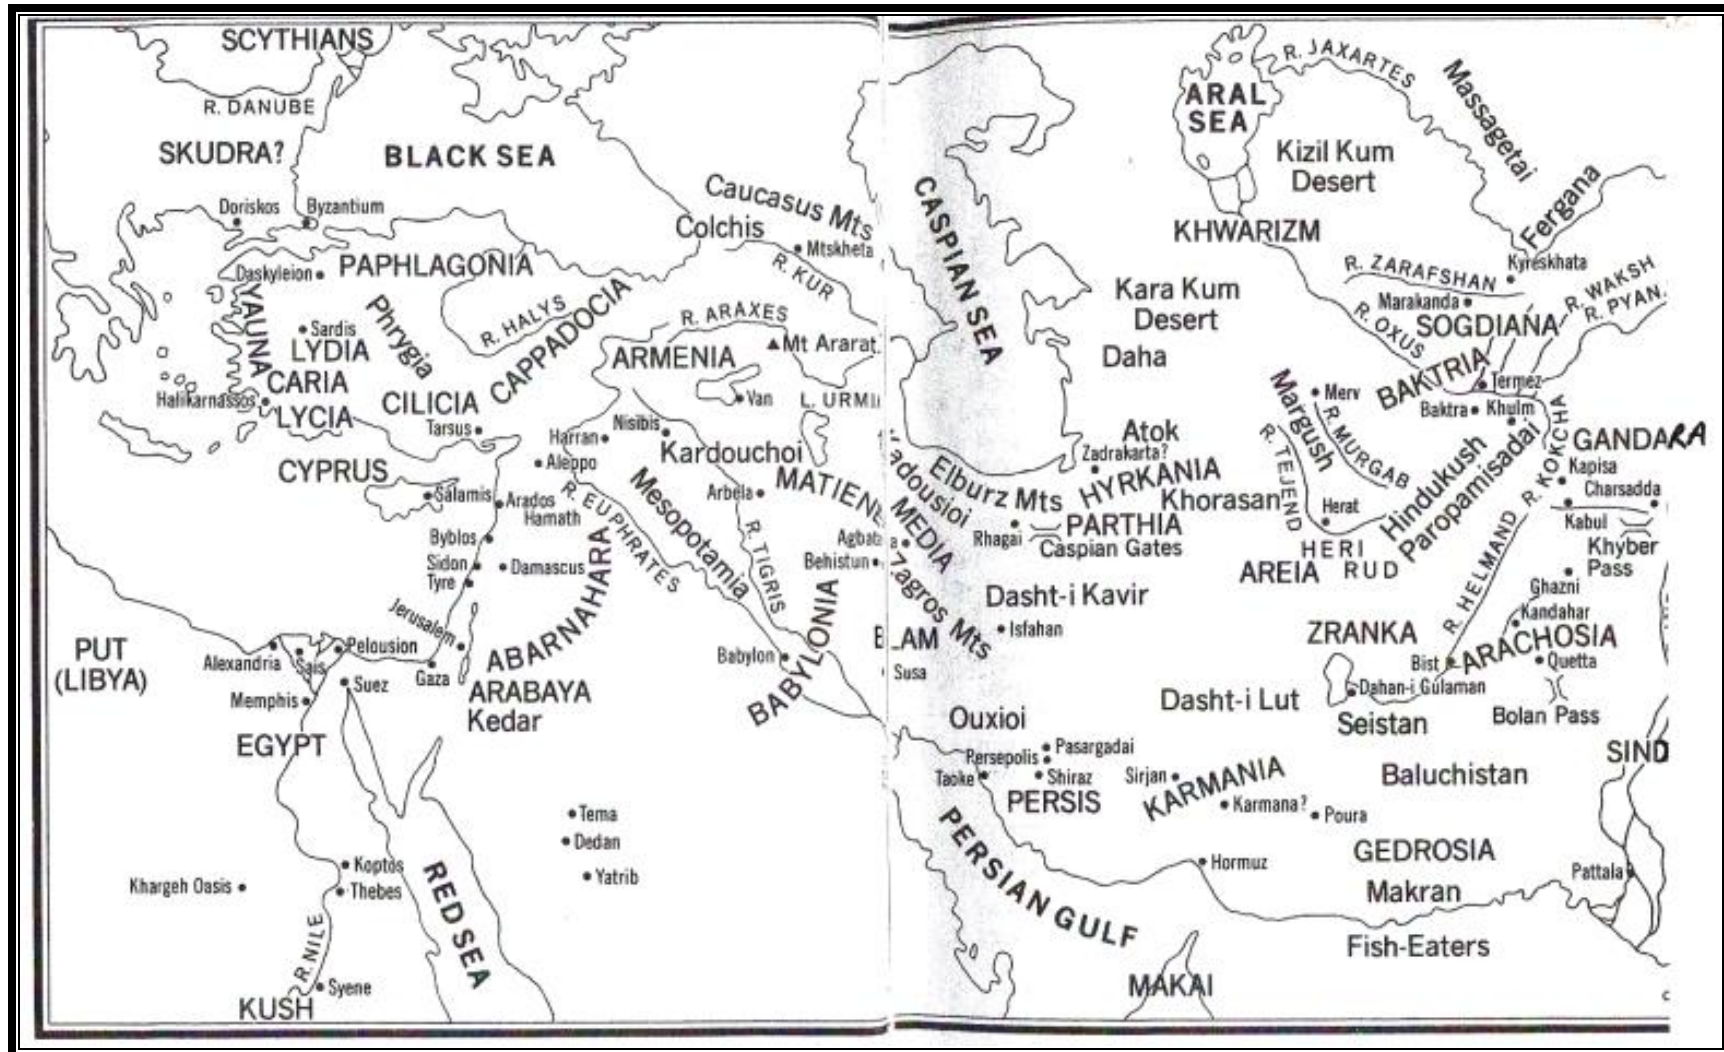 SCYTHIANS
R. DANUBE
SKUDRA?
BLACK SEA
Doriskos
Byzantium
Caucasus Mts
Colchis
Mtskheta
R. KUR
Daskyleion
PAPHLAGONIA
YAUNA
Sardis
LYDIA
Phrygia
R. HALYS
CAPPADOCIA
R. ARAXES
ARMENIA
Mt Ararat
CARIA
Halikarnassos
LYCIA
CILICIA
Tarsus
Van
L. URMI
Harran
Nisibis
Kardouchoi
Aleppo
CYPRUS
Salamis
Arados
Hamath
R. EUPHRATES
Mesopotamia
Arbela
MATIENE
R. TIGRIS
Byblos
Sidon
Tyre
Damascus
Agbata a
Behistun
Jerusalem
ABARNAHARA
PUT
(LIBYA)
Alexandria
Sais
Pelousion
Gaza
Babylon
BABYLONIA
Memphis
Suez
ARABAYA
Kedar
EGYPT
Tema
Dedan
Yatrib
Koptos
Thebes
Khargeh Oasis
RED SEA
R. NILE
Syene
KUSH
CASPIAN SEA
ARAL
SEA
R. JAXARTES
Massagetai
Kizil Kum
Desert
Fergana
KHWARIZM
R. ZARAFSHAN
Kyreskhata
Marakanda
R. WAKSH
R. PYAN.
Kara Kum
Desert
R. OXUS
SOGDIANA
Daha
BAKTRIA
Termez
Merv
Baktra
Khulm
Margush
R. MURGAB
R. TEJEND
R. KOKCHA
GANDARA
Atok
Zadrakarta?
HYRKANIA
Khorasan
adousioi
Elburz Mts
Hindukush
Paropamisadai
Kapisa
Charsadda
MEDIA
Rhagai
PARTHIA
Caspian Gates
Herat
HERI
RUD
AREIA
Kabul
Khyber
Pass
Zagros Mts
Dasht-i Kavir
R. HELMAND
Ghazni
Kandahar
Isfahan
ELAM
Susa
ZRANKA
ARACHOSIA
Bist
Quetta
Dasht-i Lut
Dahan-i Gulaman
Seistan
Bolan Pass
Ouxioi
Pasargadai
Persepolis
Taoke
Shiraz
PERSIS
Sirjan
KARMANIA
Karmana?
Poura
Baluchistan
SIND
PERSIAN GULF
Hormuz
GEDROSIA
Makran
Pattala
Fish-Eaters
MAKAI